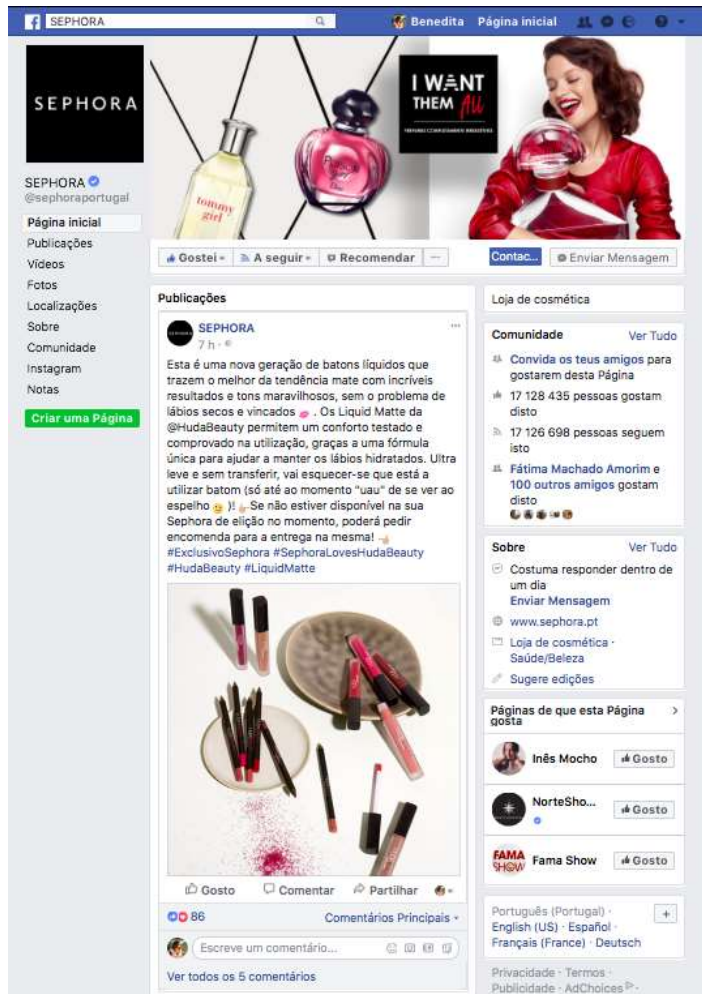 SEPHORA
Benedita Página inicial
SEPHORA
I WANT
THEM All
tommy
girl
Poison
Girl
Dior
SEPHORA
@sephoraportugal
Página inicial
Publicações
Vídeos
Fotos
Localizações
Sobre
Comunidade
Instagram
Notas
Criar uma Página
Gostei
A seguir
Recomendar
Contac...
Enviar Mensagem
Publicações
SEPHORA
SEPHORA
7 h ·
Esta é uma nova geração de batons líquidos que
trazem o melhor da tendência mate com incríveis
resultados e tons maravilhosos, sem o problema de
lábios secos e vincados 💋 . Os Liquid Matte da
@HudaBeauty permitem um conforto testado e
comprovado na utilização, graças a uma fórmula
única para ajudar a manter os lábios hidratados. Ultra
leve e sem transferir, vai esquecer-se que está a
utilizar batom (só até ao momento "uau" de se ver ao
espelho 😉 )! 👉Se não estiver disponível na sua
Sephora de elição no momento, poderá pedir
encomenda para a entrega na mesma! 👈
#ExclusivoSephora #SephoraLovesHudaBeauty
#HudaBeauty #LiquidMatte
Gosto
Comentar
Partilhar
86
Comentários Principais
Escreve um comentário...
Ver todos os 5 comentários
Loja de cosmética
Comunidade
Ver Tudo
Convida os teus amigos para
gostarem desta Página
17 128 435 pessoas gostam
disto
17 126 698 pessoas seguem
isto
Fátima Machado Amorim e
100 outros amigos gostam
disto
Sobre
Ver Tudo
Costuma responder dentro de
um dia
Enviar Mensagem
www.sephora.pt
Loja de cosmética ·
Saúde/Beleza
Sugere edições
Páginas de que esta Página
gosta
Inês Mocho
Gosto
NorteSho...
Gosto
FAMA
SHOW
Fama Show
Gosto
Português (Portugal) ·
English (US) · Español ·
Français (France) · Deutsch
Privacidade · Termos ·
Publicidade · AdChoices ·